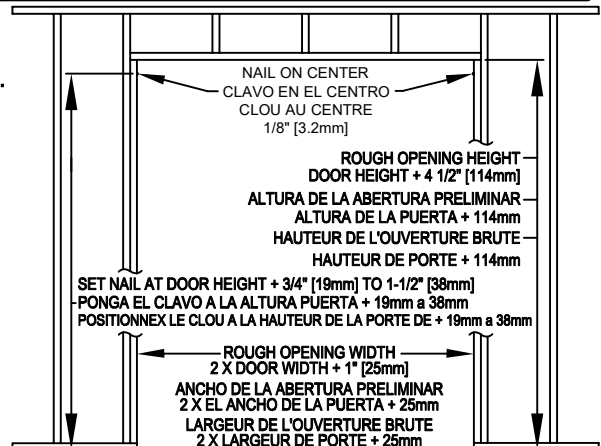 NAIL ON CENTER
CLAVO EN EL CENTRO
CLOU AU CENTRE
1/8" [3.2mm]
ROUGH OPENING HEIGHT
DOOR HEIGHT + 4 1/2" [114mm]
ALTURA DE LA ABERTURA PRELIMINAR
ALTURA DE LA PUERTA + 114mm
HAUTEUR DE L'OUVERTURE BRUTE
HAUTEUR DE PORTE + 114mm
SET NAIL AT DOOR HEIGHT + 3/4" [19mm] TO 1-1/2" [38mm]
PONGA EL CLAVO A LA ALTURA PUERTA + 19mm a 38mm
POSITIONNEX LE CLOU A LA HAUTEUR DE LA PORTE DE + 19mm a 38mm
ROUGH OPENING WIDTH
2 X DOOR WIDTH + 1" [25mm]
ANCHO DE LA ABERTURA PRELIMINAR
2 X EL ANCHO DE LA PUERTA + 25mm
LARGEUR DE L'OUVERTURE BRUTE
2 X LARGEUR DE PORTE + 25mm